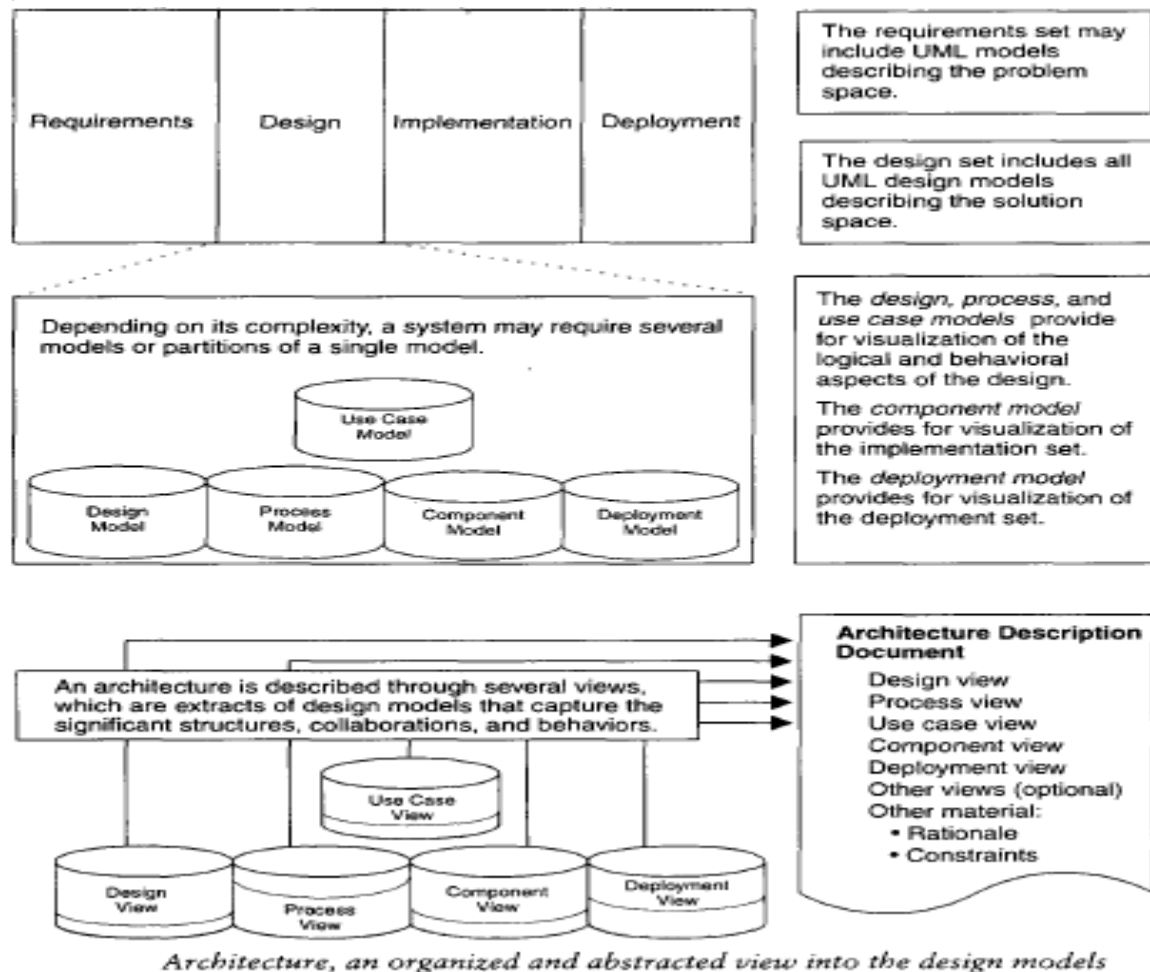 Requirements
Design
Implementation
Deployment
The requirements set may
include UML models
describing the problem
space.
The design set includes all
UML design models
describing the solution
space.
Depending on its complexity, a system may require several
models or partitions of a single model.
Use Case
Model
Design
Model
Process
Model
Component
Model
Deployment
Model
The design, process, and
use case models provide
for visualization of the
logical and behavioral
aspects of the design.
The component model
provides for visualization of
the implementation set.
The deployment model
provides for visualization of
the deployment set.
An architecture is described through several views,
which are extracts of design models that capture the
significant structures, collaborations, and behaviors.
Use Case
View
Design
View
Process
View
Component
View
Deployment
View
Architecture Description
Document
Design view
Process view
Use case view
Component view
Deployment view
Other views (optional)
Other material:
• Rationale
• Constraints
Architecture, an organized and abstracted view into the design models